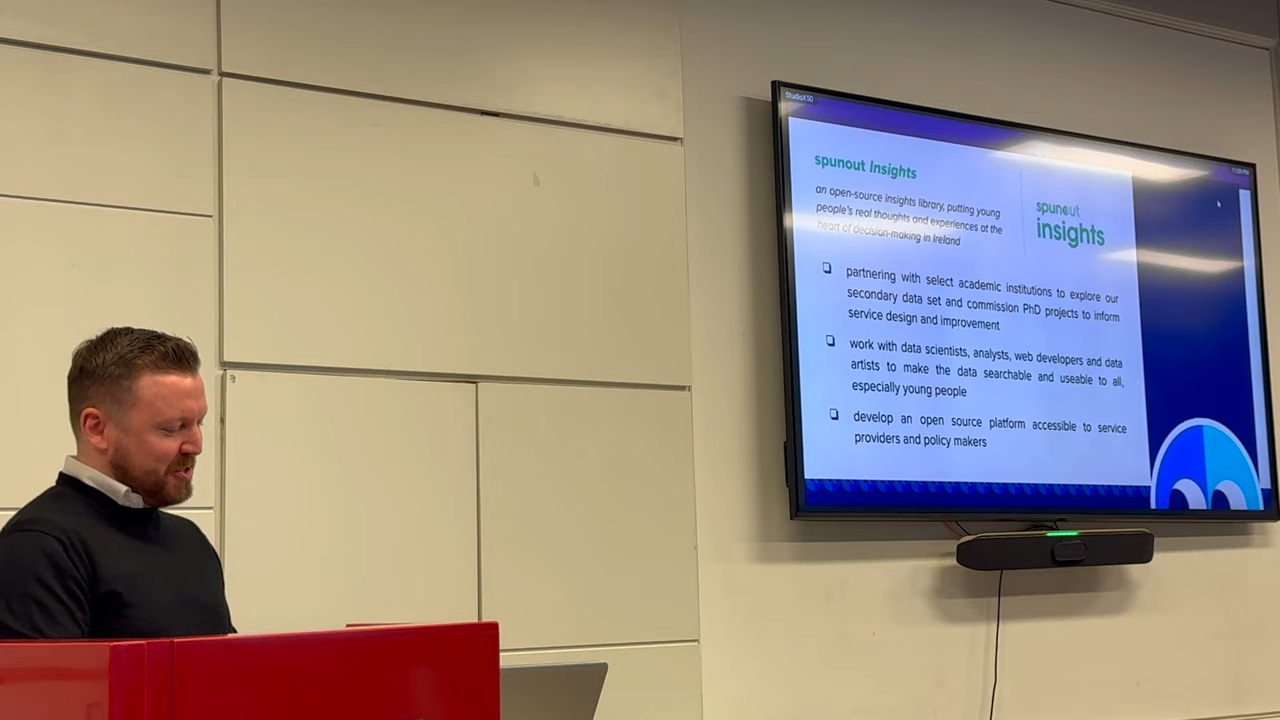 StudioX50
11:09 PM
spunout Insights
an open-source insights library, putting young
people's real thoughts and experiences at the
heart of decision-making in Ireland
spunout
insights
partnering with select academic institutions to explore our
secondary data set and commission PhD projects to inform
service design and improvement
work with data scientists, analysts, web developers and data
artists to make the data searchable and useable to all,
especially young people
develop an open source platform accessible to service
providers and policy makers